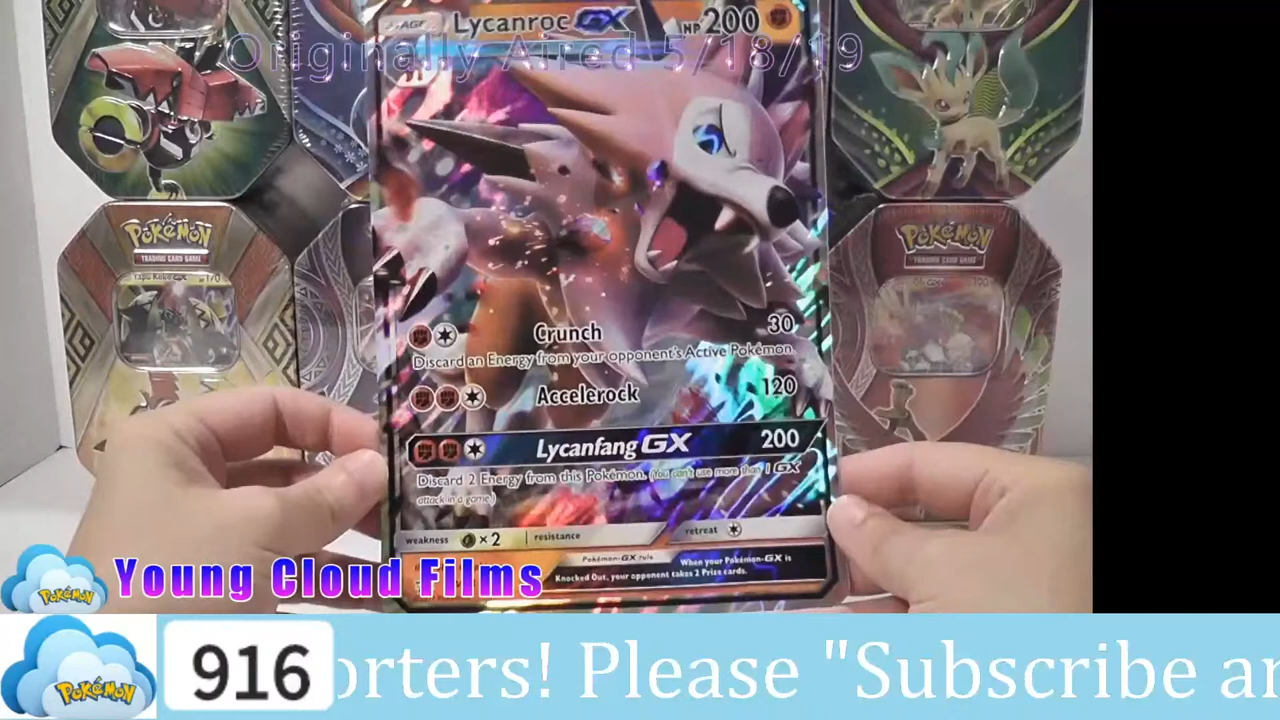 STAGE 1
Lycanroc GX
HP 200
Originally Aired 5/18/19
POKéMON
TRADING CARD GAME
POKéMON
TRADING CARD GAME
Crunch 30
Discard an Energy from your opponent's Active Pokémon.
Accelerock 120
Lycanfang GX 200
Discard 2 Energy from this Pokémon. (You can't use more than 1 GX
attack in a game.)
weakness × 2 resistance retreat
Pokémon-GX rule When your Pokémon-GX is
Knocked Out, your opponent takes 2 Prize cards.
POKéMON
Young Cloud Films
POKéMON
916
orters! Please "Subscribe an